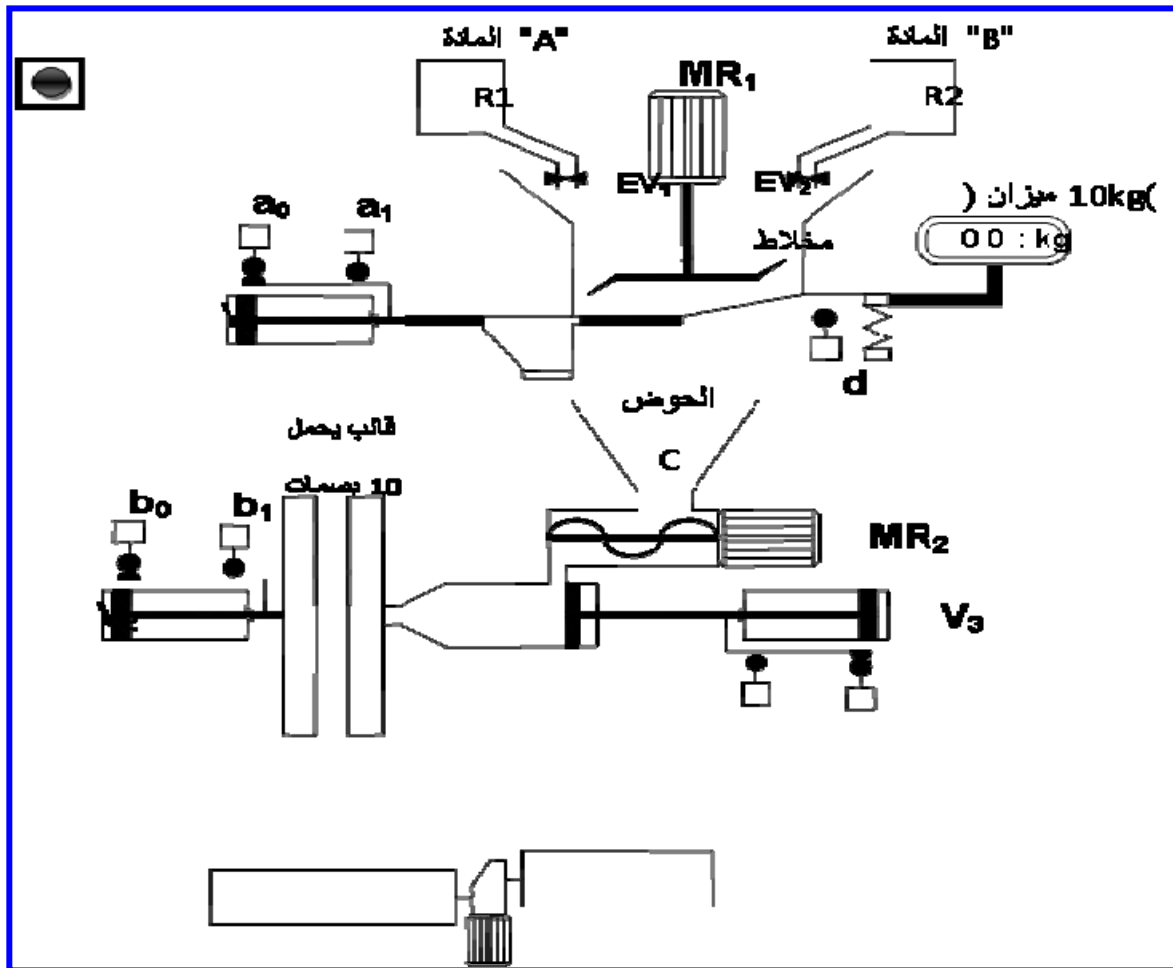 المادة "A"
المادة "B"
MR₁
R1
R2
EV₁
EV₂
a₀
a₁
ميزان ( 10kg)
00 : kg
مخلاط
d
الحوض
C
قالب يحمل
10 بصمات
b₀
b₁
MR₂
V₃